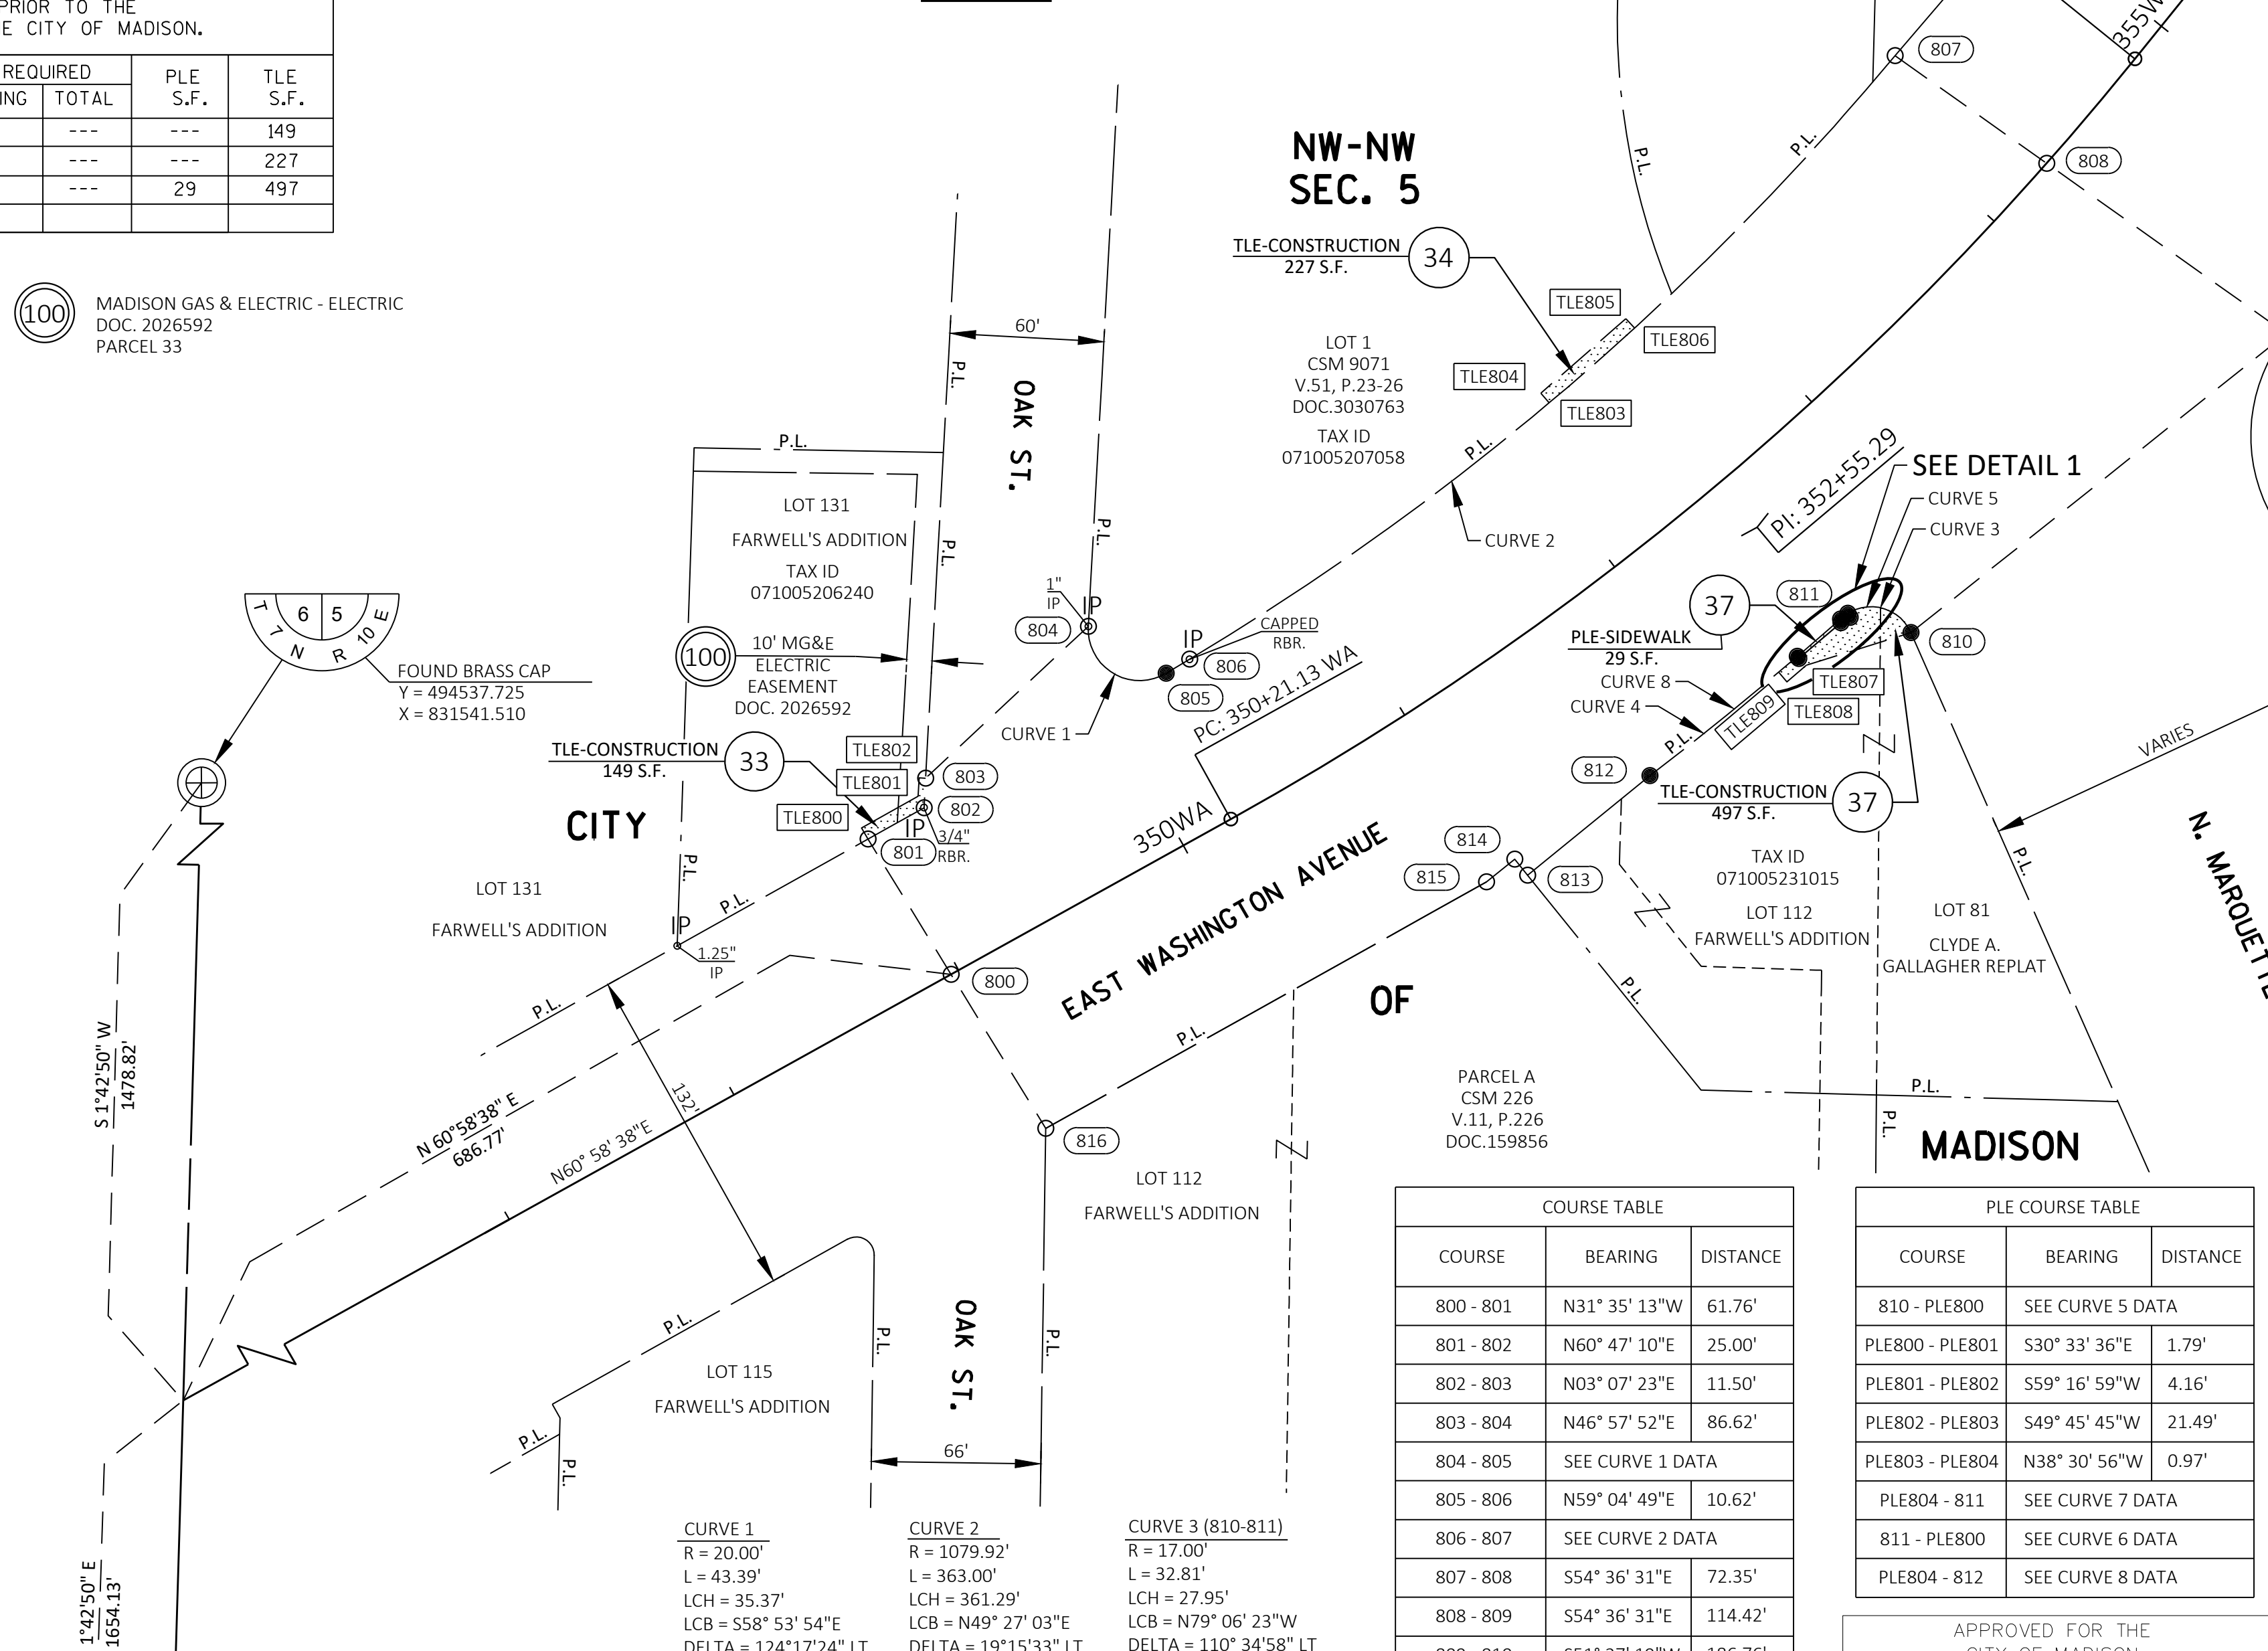 PRIOR TO THE
E CITY OF MADISON.
REQUIRED
PLE
S.F.
TLE
S.F.
NG
TOTAL
--- --- 149
--- --- 227
--- 29 497
100
MADISON GAS & ELECTRIC - ELECTRIC
DOC. 2026592
PARCEL 33
NW-NW
SEC. 5
TLE-CONSTRUCTION
227 S.F.
34
TLE805
TLE806
TLE804
TLE803
LOT 1
CSM 9071
V.51, P.23-26
DOC.3030763
TAX ID
071005207058
P.L.
CURVE 2
P.L.
P.L.
807
808
355W
60'
P.L.
OAK ST.
P.L.
P.L.
P.L.
LOT 131
FARWELL'S ADDITION
TAX ID
071005206240
100
10' MG&E
ELECTRIC
EASEMENT
DOC. 2026592
1"
IP
IP
804
IP
CAPPED
RBR.
806
805
CURVE 1
PC: 350+21.13 WA
PI: 352+55.29
SEE DETAIL 1
CURVE 5
CURVE 3
37
811
810
PLE-SIDEWALK
29 S.F.
CURVE 8
CURVE 4
TLE807
TLE808
TLE809
P.L.
812
TLE-CONSTRUCTION
497 S.F.
37
VARIES
T 7 N
6 5
R 10 E
FOUND BRASS CAP
Y = 494537.725
X = 831541.510
TLE-CONSTRUCTION
149 S.F.
33
TLE802
TLE801
TLE800
803
802
IP
3/4"
RBR.
801
CITY
LOT 131
FARWELL'S ADDITION
P.L.
P.L.
IP
1.25"
IP
P.L.
800
350WA
EAST WASHINGTON AVENUE
OF
814
815
813
TAX ID
071005231015
LOT 112
FARWELL'S ADDITION
LOT 81
CLYDE A.
GALLAGHER REPLAT
P.L.
N. MARQUETTE
P.L.
P.L.
P.L.
P.L.
MADISON
PARCEL A
CSM 226
V.11, P.226
DOC.159856
S 1°42'50" W
1478.82'
N 60°58'38" E
686.77'
N60° 58' 38"E
132'
816
LOT 112
FARWELL'S ADDITION
P.L.
P.L.
P.L.
P.L.
P.L.
LOT 115
FARWELL'S ADDITION
OAK ST.
66'
1°42'50" E
1654.13'
CURVE 1
R = 20.00'
L = 43.39'
LCH = 35.37'
LCB = S58° 53' 54"E
DELTA = 124°17'24" LT
CURVE 2
R = 1079.92'
L = 363.00'
LCH = 361.29'
LCB = N49° 27' 03"E
DELTA = 19°15'33" LT
CURVE 3 (810-811)
R = 17.00'
L = 32.81'
LCH = 27.95'
LCB = N79° 06' 23"W
DELTA = 110° 34'58" LT
COURSE TABLE
COURSE BEARING DISTANCE
800 - 801 N31° 35' 13"W 61.76'
801 - 802 N60° 47' 10"E 25.00'
802 - 803 N03° 07' 23"E 11.50'
803 - 804 N46° 57' 52"E 86.62'
804 - 805 SEE CURVE 1 DATA
805 - 806 N59° 04' 49"E 10.62'
806 - 807 SEE CURVE 2 DATA
807 - 808 S54° 36' 31"E 72.35'
808 - 809 S54° 36' 31"E 114.42'
PLE COURSE TABLE
COURSE BEARING DISTANCE
810 - PLE800 SEE CURVE 5 DATA
PLE800 - PLE801 S30° 33' 36"E 1.79'
PLE801 - PLE802 S59° 16' 59"W 4.16'
PLE802 - PLE803 S49° 45' 45"W 21.49'
PLE803 - PLE804 N38° 30' 56"W 0.97'
PLE804 - 811 SEE CURVE 7 DATA
811 - PLE800 SEE CURVE 6 DATA
PLE804 - 812 SEE CURVE 8 DATA
APPROVED FOR THE
CITY OF MADISON